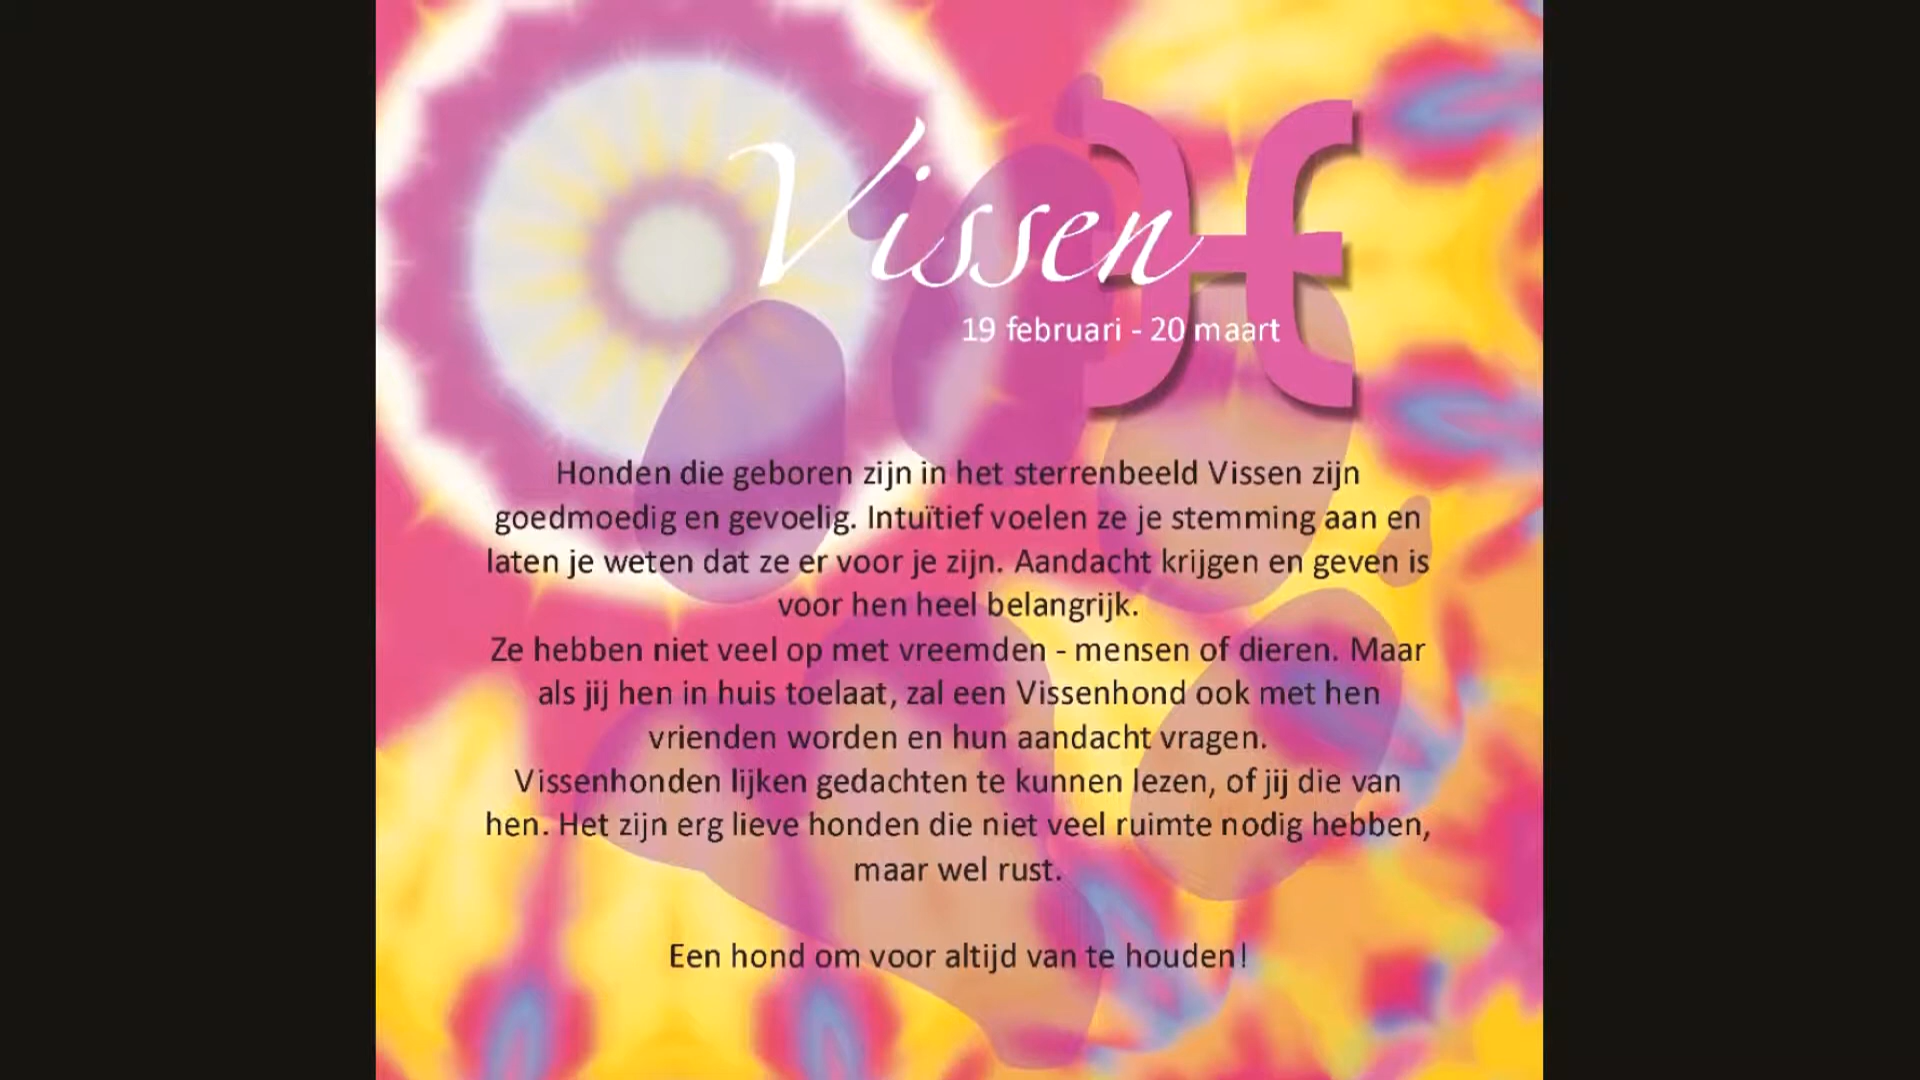 Vissen
19 februari - 20 maart
Honden die geboren zijn in het sterrenbeeld Vissen zijn
goedmoedig en gevoelig. Intuïtief voelen ze je stemming aan en
laten je weten dat ze er voor je zijn. Aandacht krijgen en geven is
voor hen heel belangrijk.
Ze hebben niet veel op met vreemden - mensen of dieren. Maar
als jij hen in huis toelaat, zal een Vissenhond ook met hen
vrienden worden en hun aandacht vragen.
Vissenhonden lijken gedachten te kunnen lezen, of jij die van
hen. Het zijn erg lieve honden die niet veel ruimte nodig hebben,
maar wel rust.
Een hond om voor altijd van te houden!